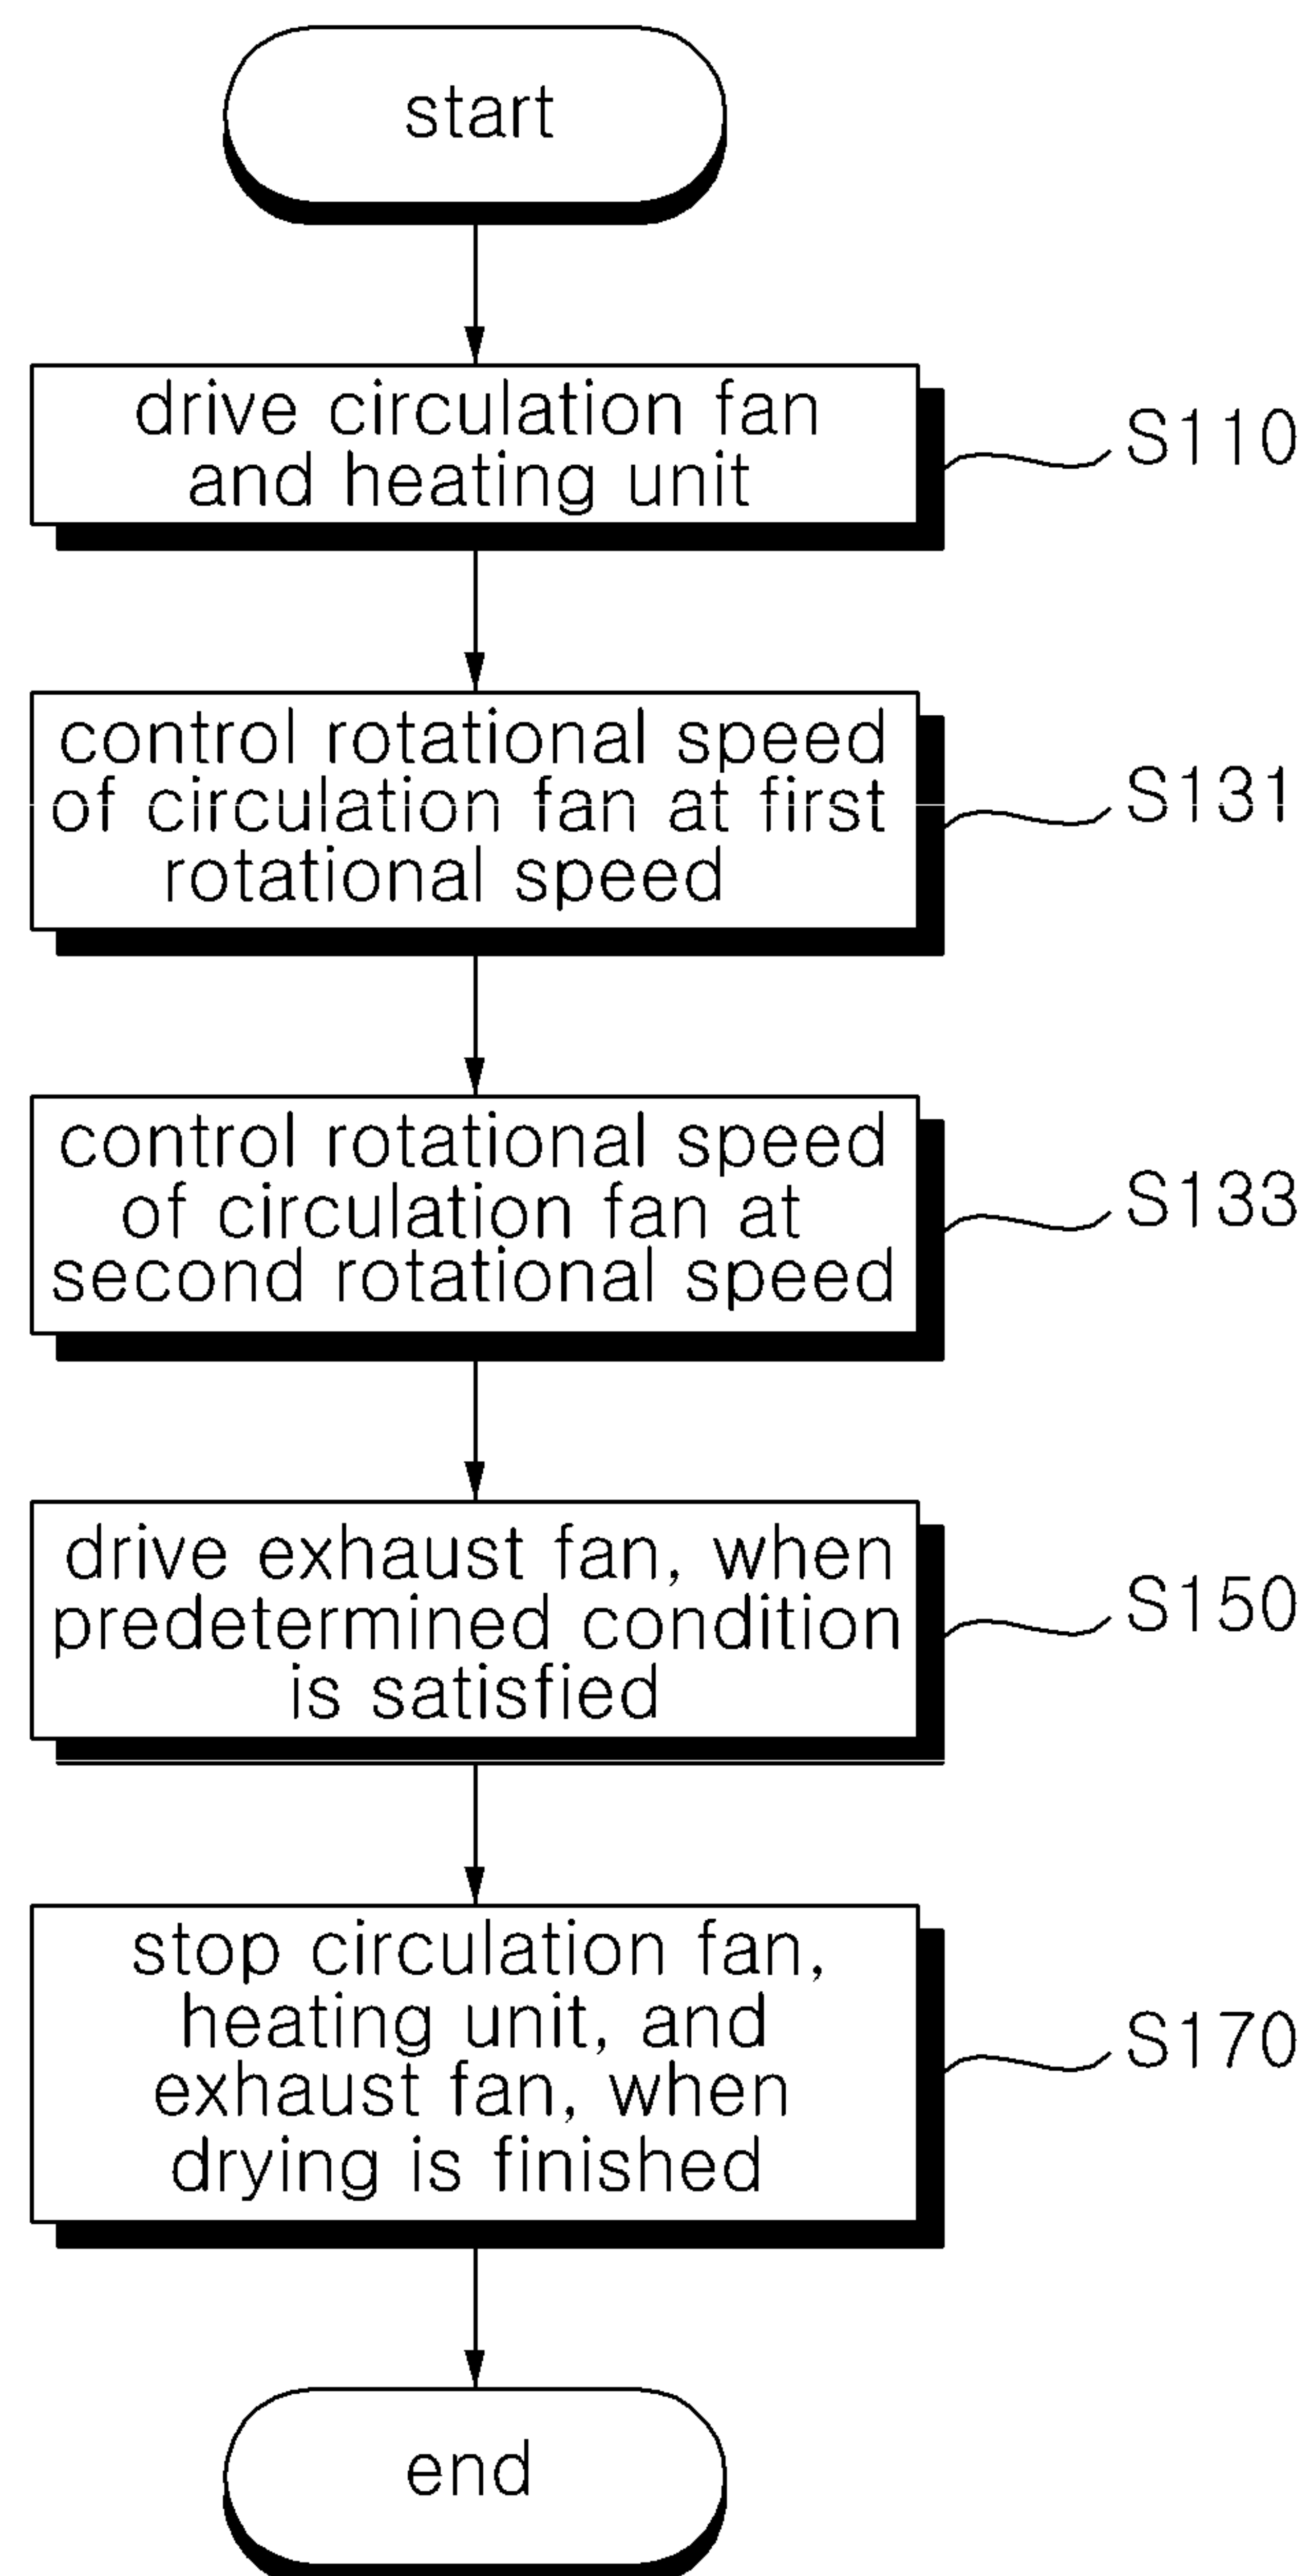 start
drive circulation fan
and heating unit
S110
control rotational speed
of circulation fan at first
rotational speed
S131
control rotational speed
of circulation fan at
second rotational speed
S133
drive exhaust fan, when
predetermined condition
is satisfied
S150
stop circulation fan,
heating unit, and
exhaust fan, when
drying is finished
S170
end